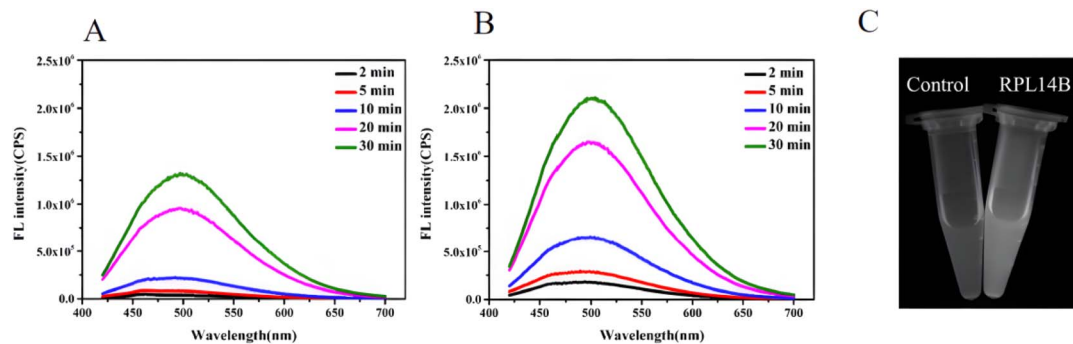 A
FL intensity(CPS)
2.5x10⁶
2.0x10⁶
1.5x10⁶
1.0x10⁶
5.0x10⁵
0.0
2 min
5 min
10 min
20 min
30 min
400 450 500 550 600 650 700
Wavelength(nm)
B
FL intensity(CPS)
2.5x10⁶
2.0x10⁶
1.5x10⁶
1.0x10⁶
5.0x10⁵
0.0
2 min
5 min
10 min
20 min
30 min
400 450 500 550 600 650 700
Wavelength(nm)
C
Control RPL14B